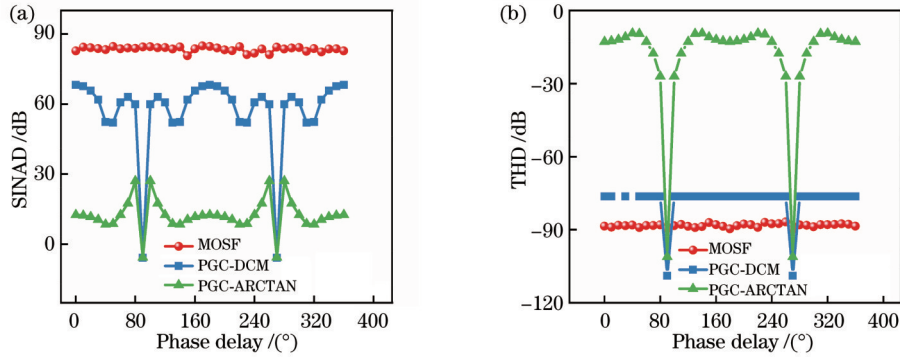 (a)
90
60
30
0
SINAD /dB
MOSF
PGC-DCM
PGC-ARCTAN
0 80 160 240 320 400
Phase delay /(°)
(b)
0
−30
−60
−90
−120
THD /dB
MOSF
PGC-DCM
PGC-ARCTAN
0 80 160 240 320 400
Phase delay /(°)